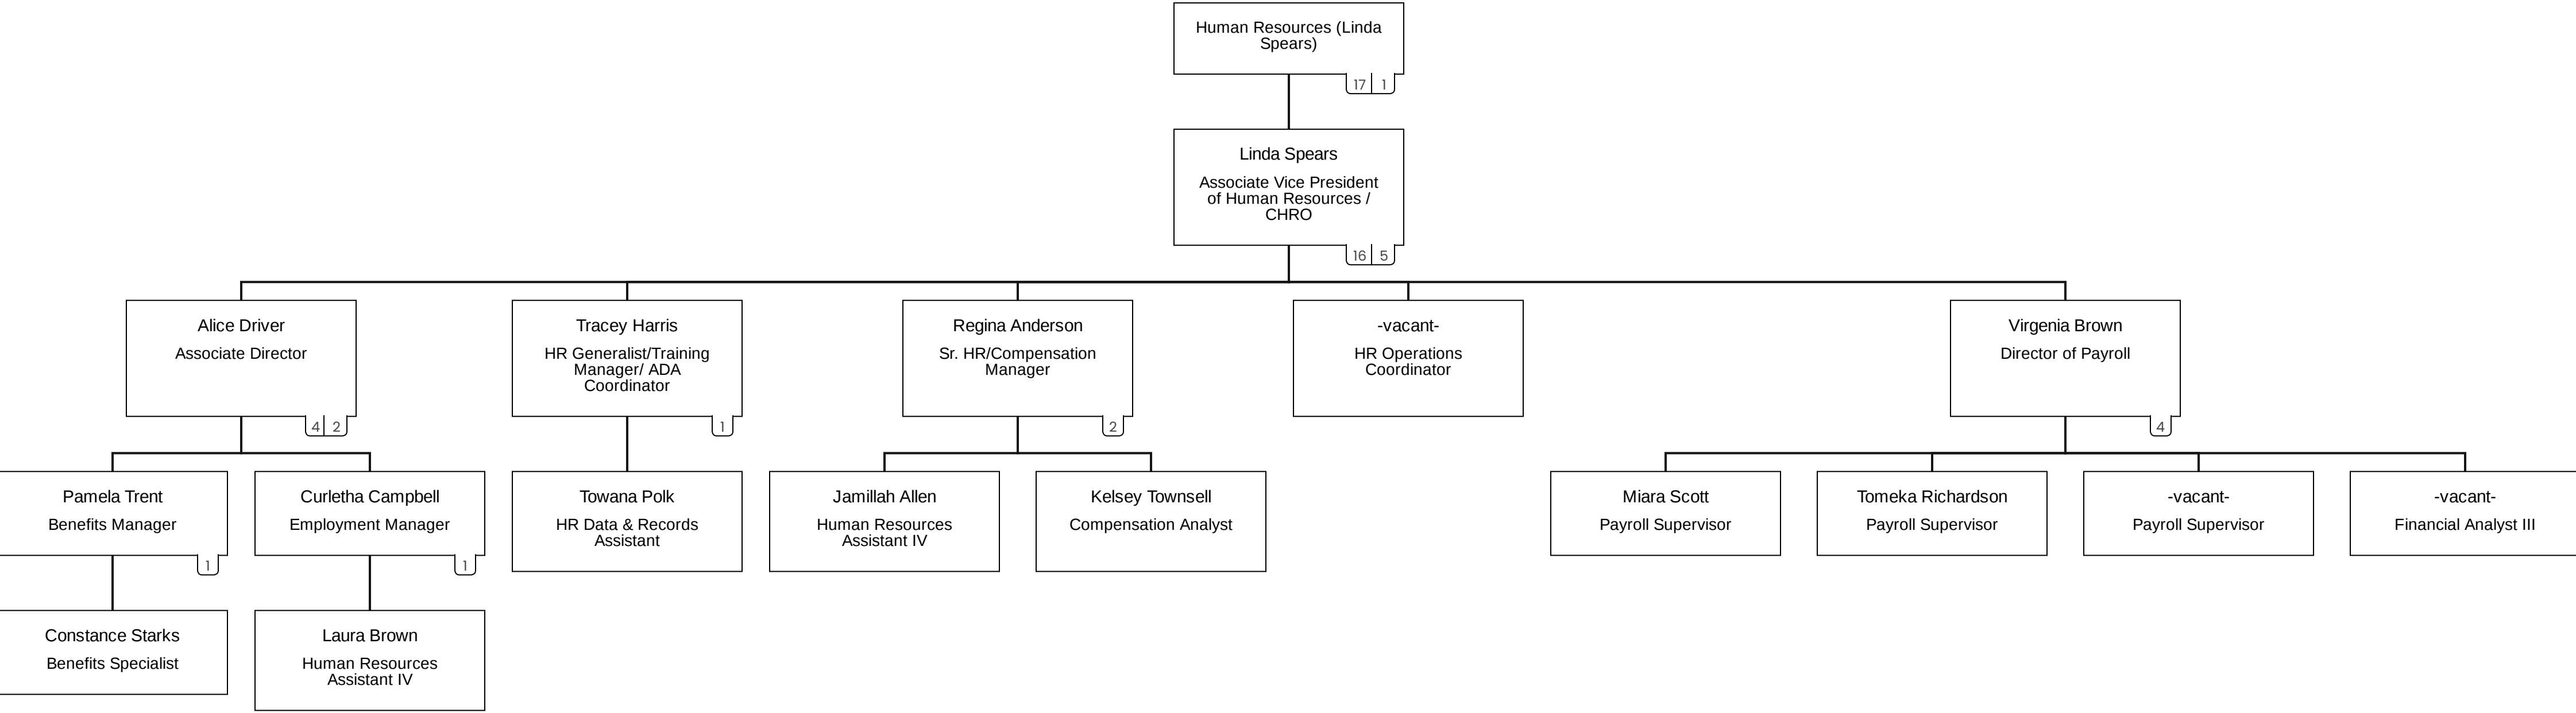 Human Resources (Linda
Spears)
17 1
Linda Spears
Associate Vice President
of Human Resources /
CHRO
16 5
Alice Driver
Associate Director
4 2
Tracey Harris
HR Generalist/Training
Manager/ ADA
Coordinator
1
Regina Anderson
Sr. HR/Compensation
Manager
2
-vacant-
HR Operations
Coordinator
Virgenia Brown
Director of Payroll
4
Pamela Trent
Benefits Manager
1
Curletha Campbell
Employment Manager
1
Towana Polk
HR Data & Records
Assistant
Jamillah Allen
Human Resources
Assistant IV
Kelsey Townsell
Compensation Analyst
Miara Scott
Payroll Supervisor
Tomeka Richardson
Payroll Supervisor
-vacant-
Payroll Supervisor
-vacant-
Financial Analyst III
Constance Starks
Benefits Specialist
Laura Brown
Human Resources
Assistant IV